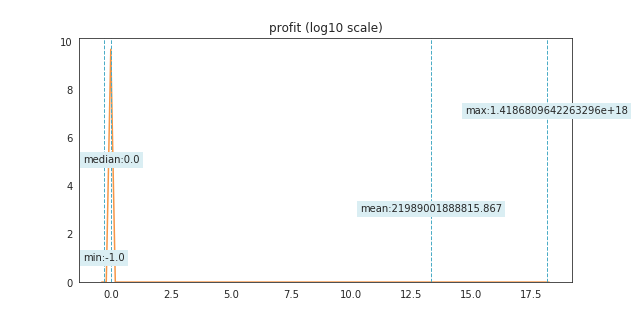 profit (log10 scale)
10
8
6
4
2
0
max:1.4186809642263296e+18
median:0.0
mean:21989001888815.867
min:-1.0
0.0 2.5 5.0 7.5 10.0 12.5 15.0 17.5